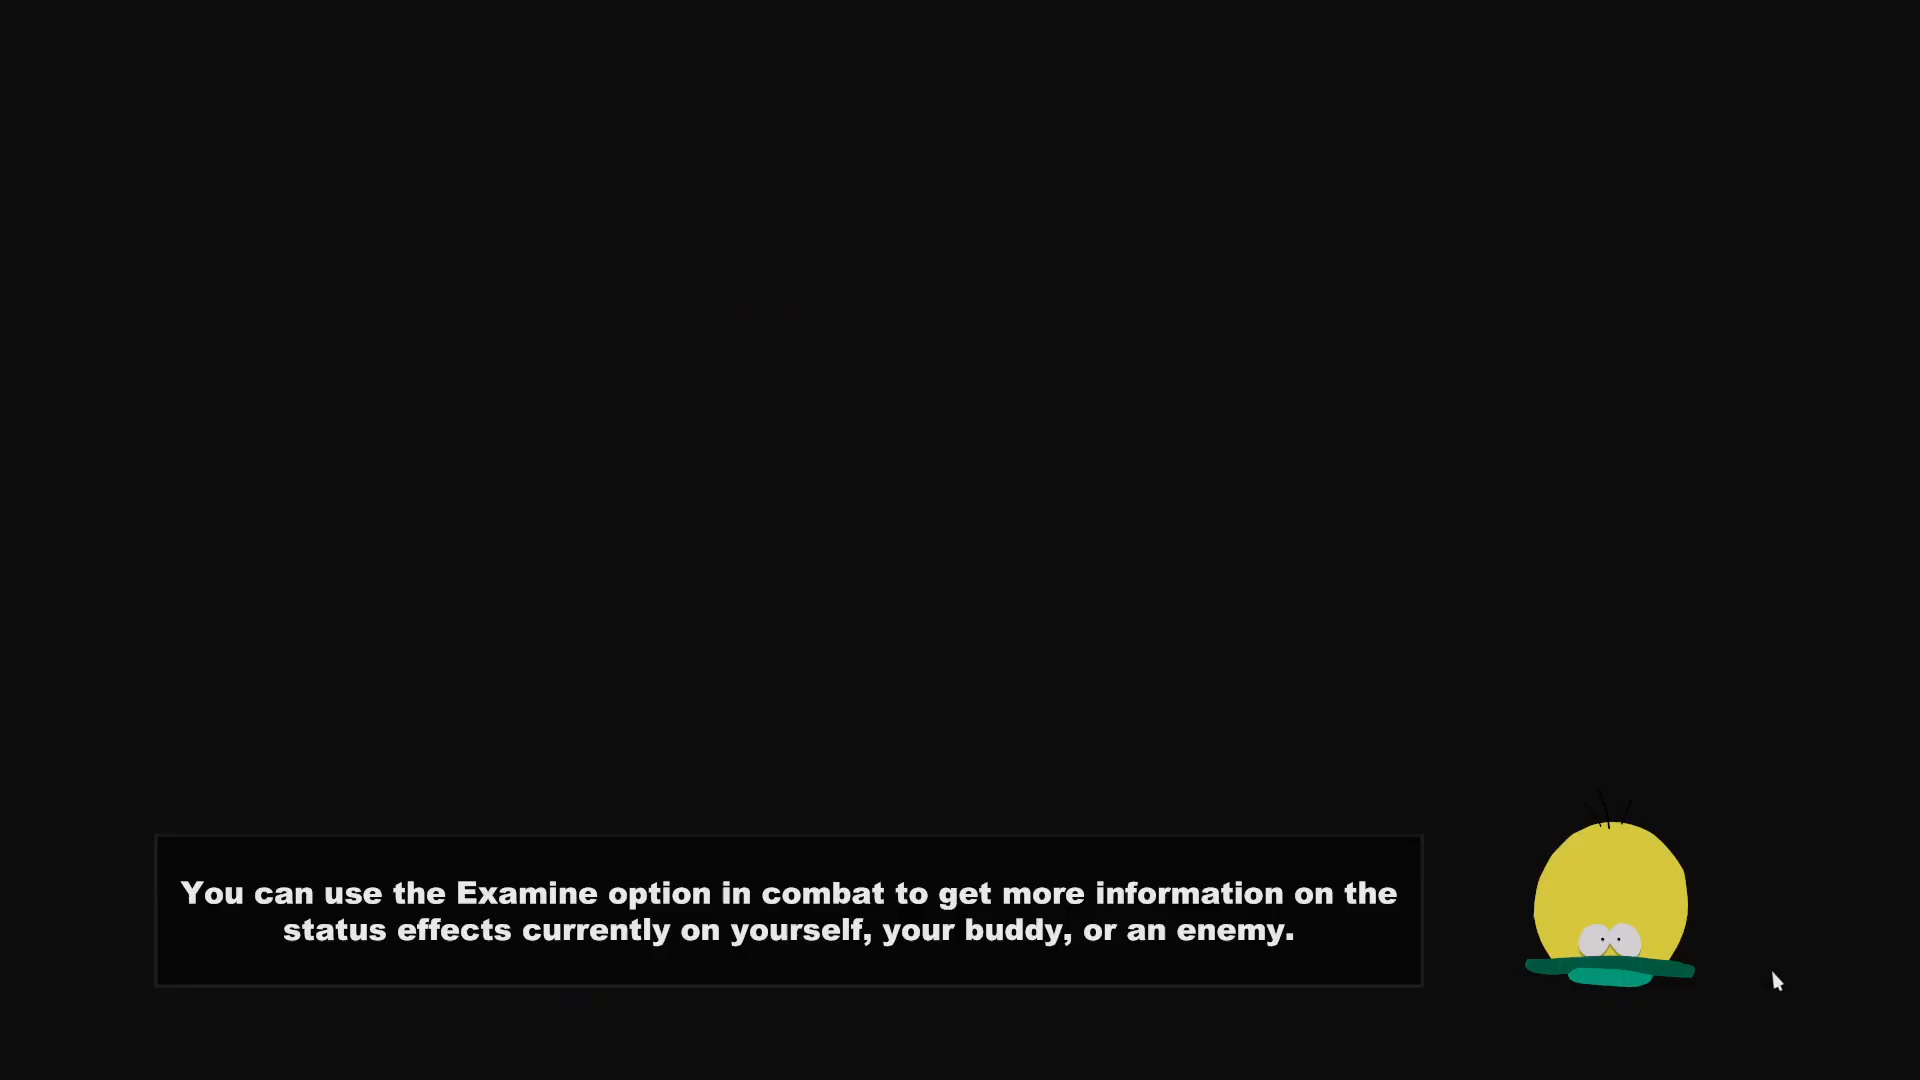 You can use the Examine option in combat to get more information on the
status effects currently on yourself, your buddy, or an enemy.